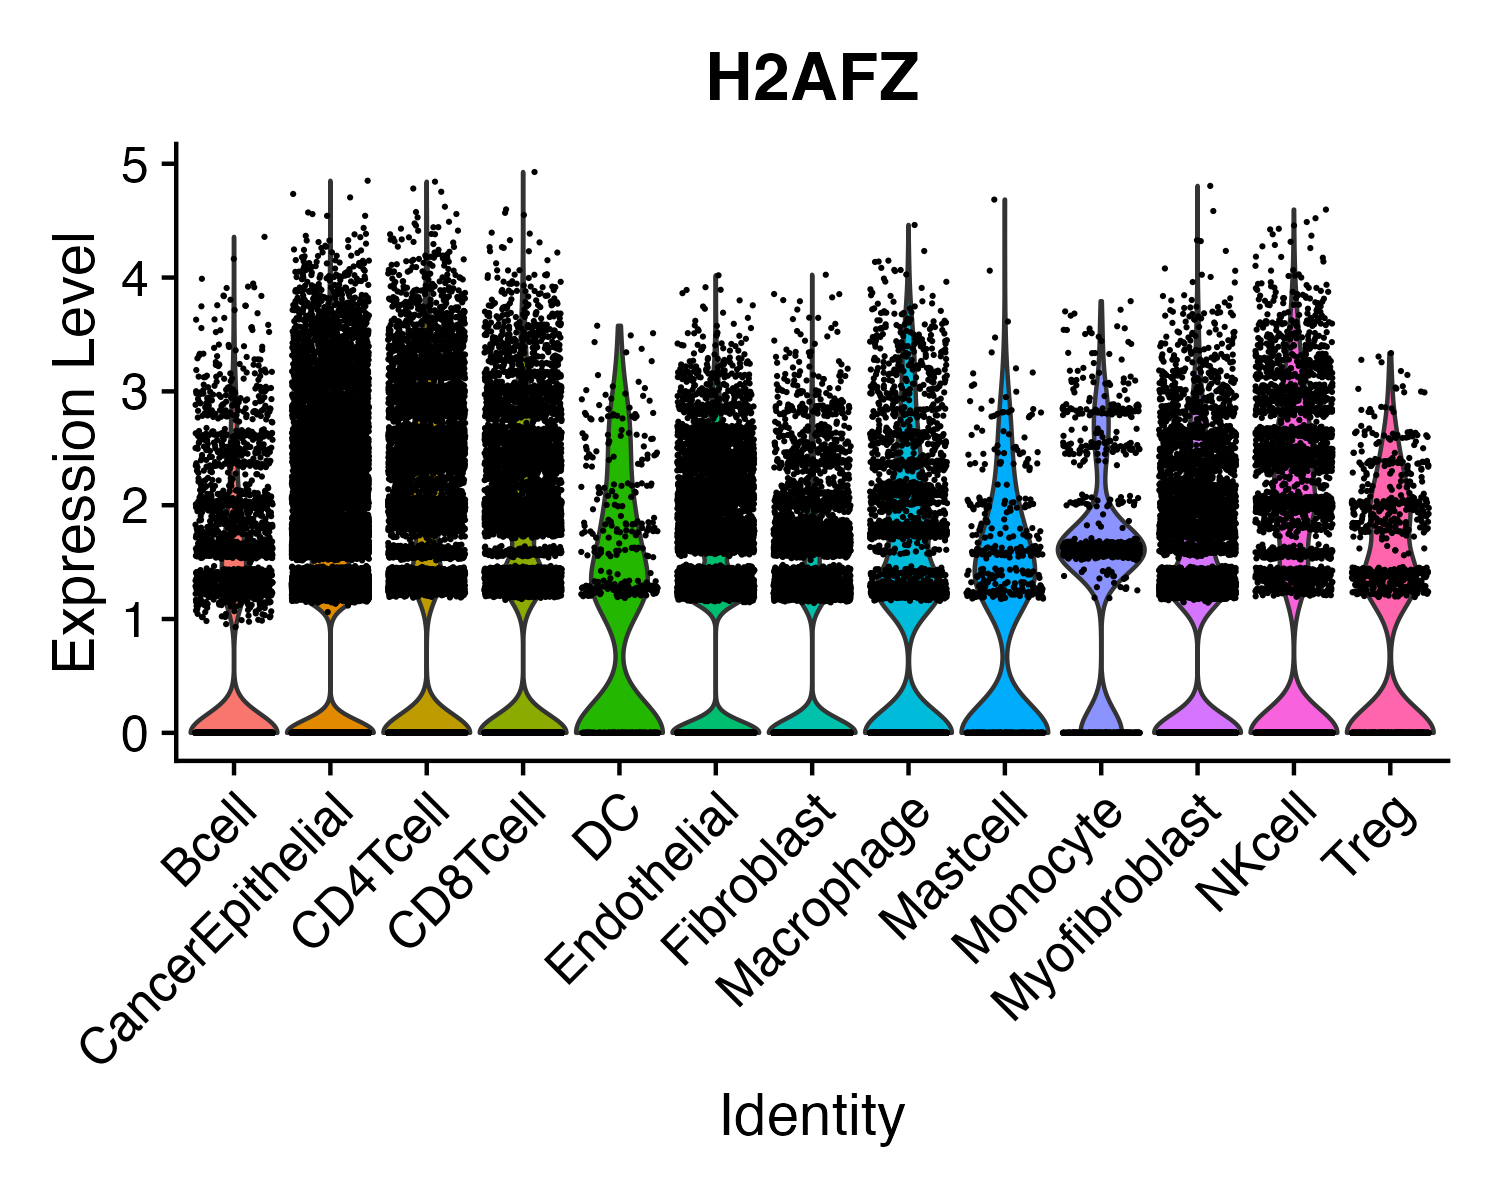 H2AFZ
Expression Level
5
4
3
2
1
0
Bcell
CancerEpithelial
CD4Tcell
CD8Tcell
DC
Endothelial
Fibroblast
Macrophage
Mastcell
Monocyte
Myofibroblast
NKcell
Treg
Identity